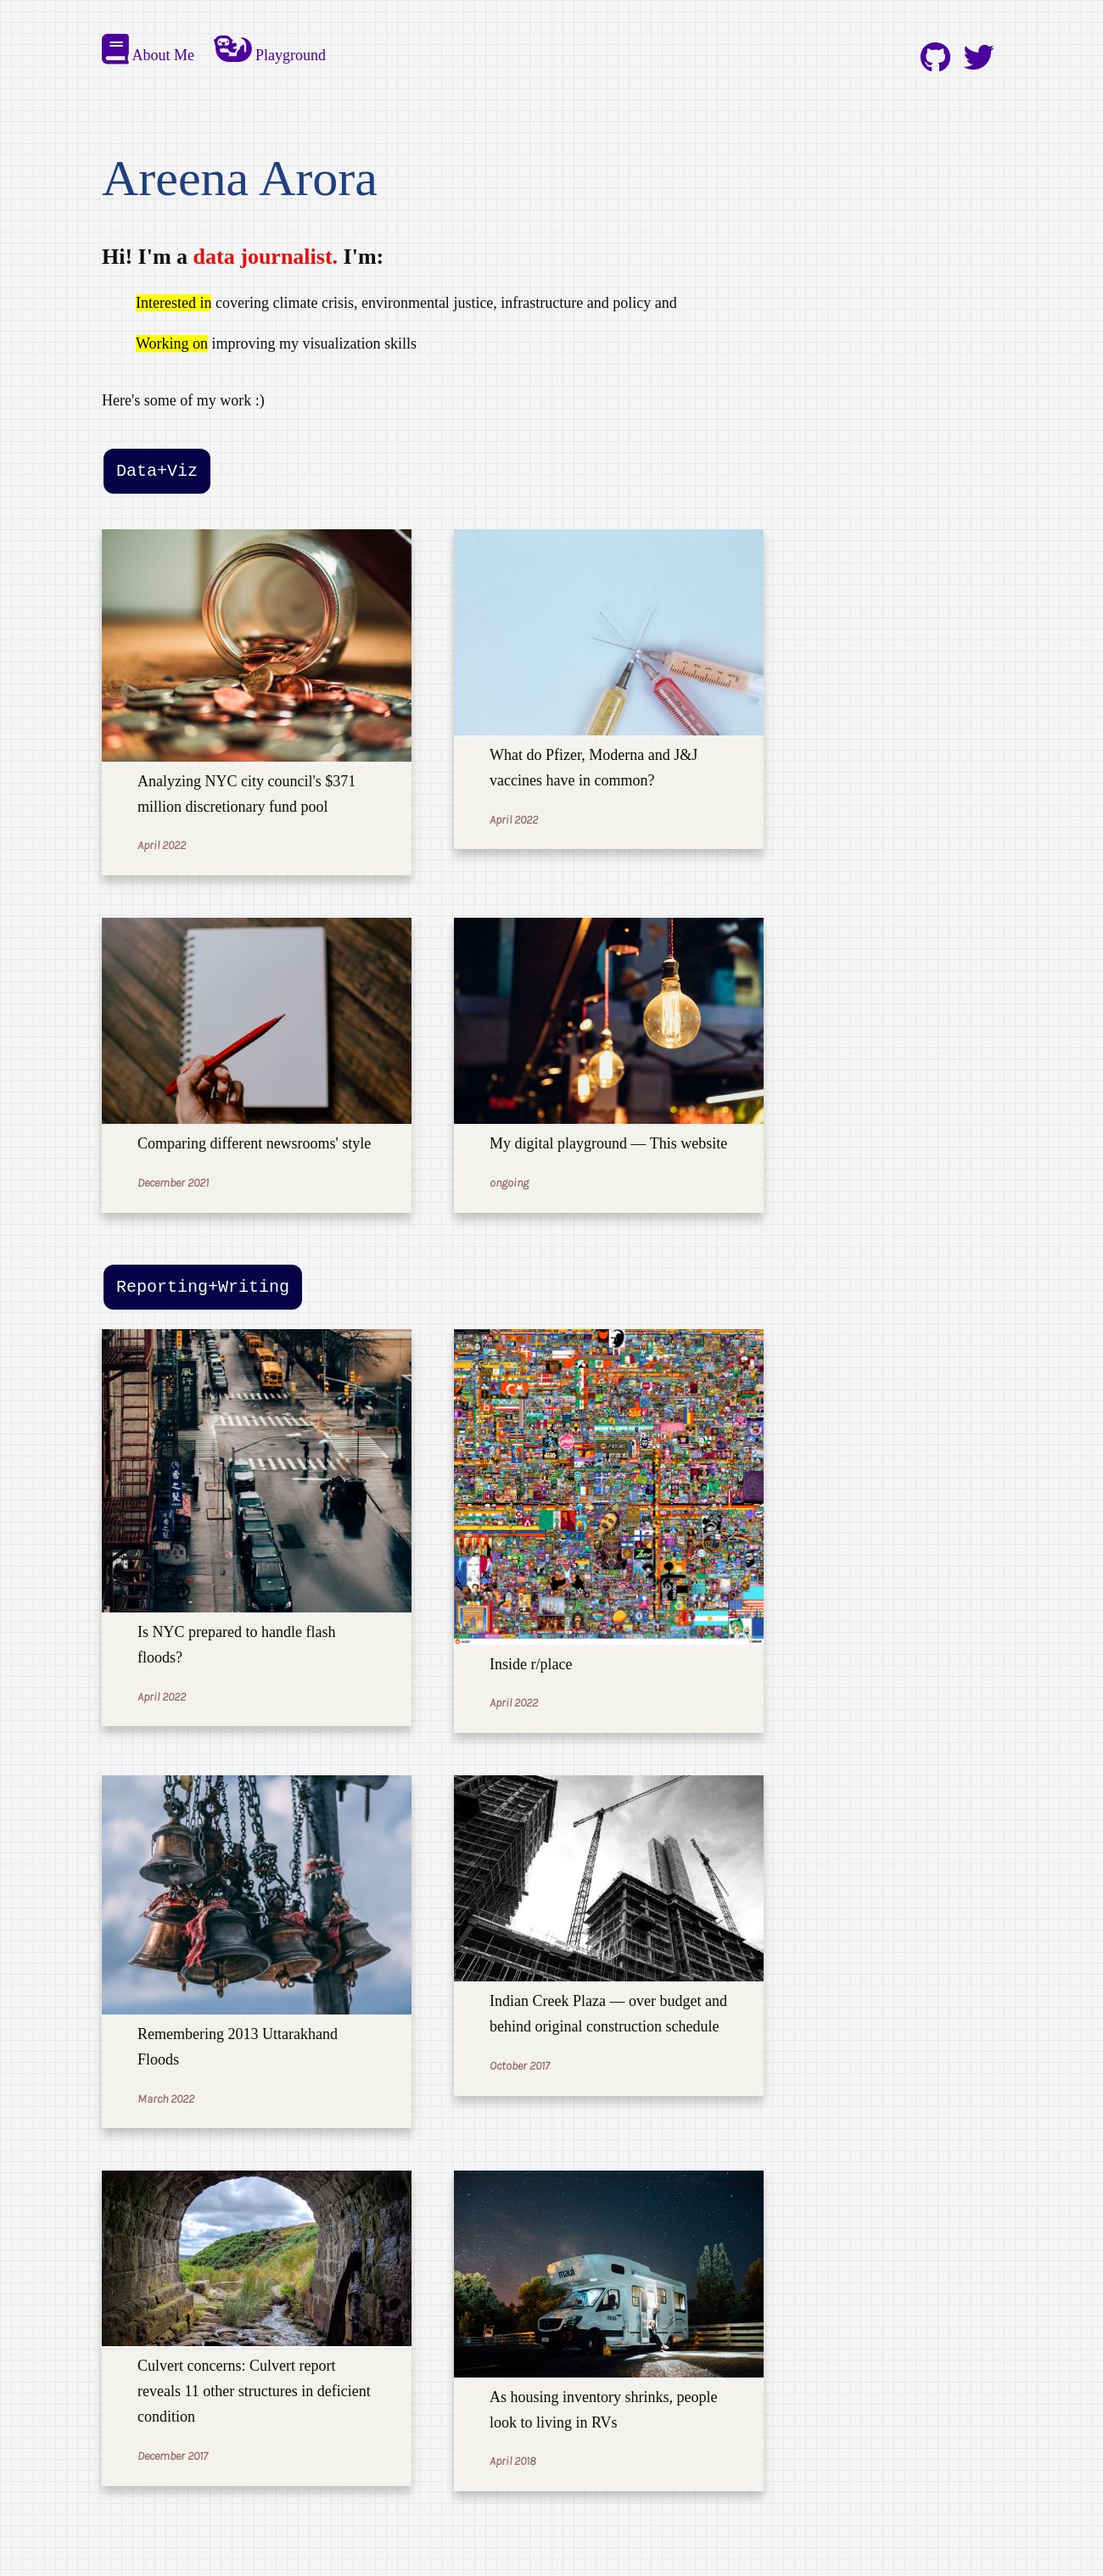 About Me
Playground
Areena Arora
Hi! I'm a data journalist. I'm:
Interested in covering climate crisis, environmental justice, infrastructure and policy and
Working on improving my visualization skills
Here's some of my work :)
Data+Viz
Analyzing NYC city council's $371
million discretionary fund pool
April 2022
What do Pfizer, Moderna and J&J
vaccines have in common?
April 2022
Comparing different newsrooms' style
December 2021
My digital playground — This website
ongoing
Reporting+Writing
Is NYC prepared to handle flash
floods?
April 2022
Inside r/place
April 2022
Remembering 2013 Uttarakhand
Floods
March 2022
Indian Creek Plaza — over budget and
behind original construction schedule
October 2017
Culvert concerns: Culvert report
reveals 11 other structures in deficient
condition
December 2017
maui
As housing inventory shrinks, people
look to living in RVs
April 2018